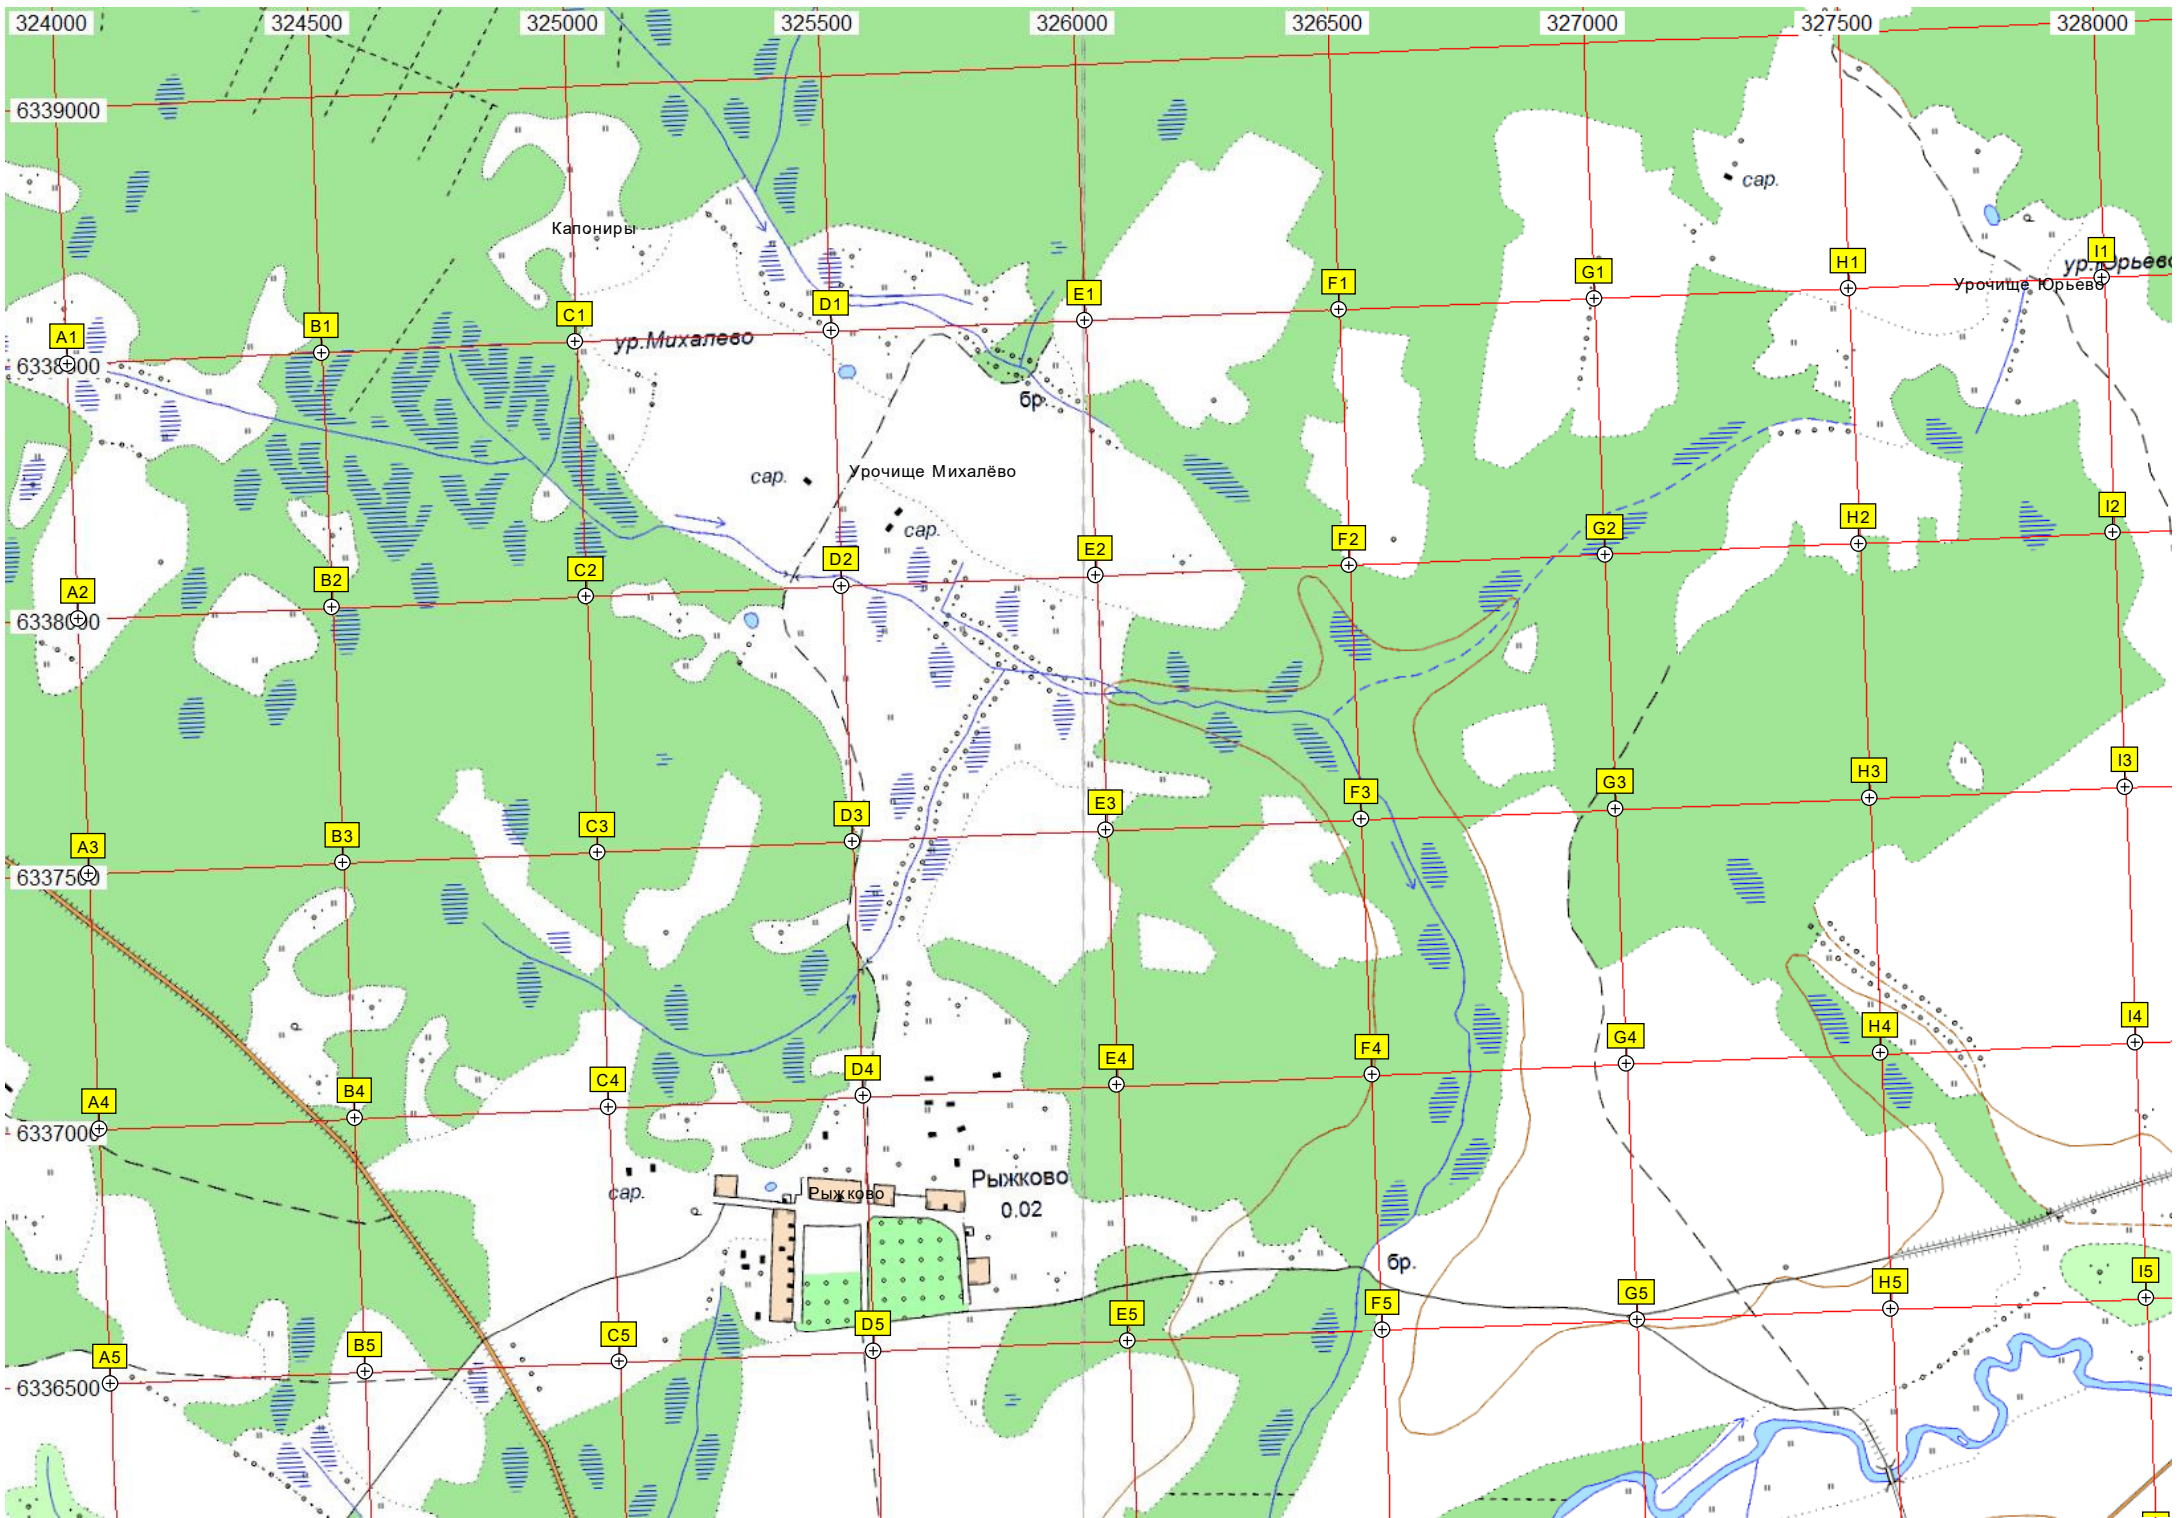 324000 324500 325000 325500 326000 326500 327000 327500 328000
6339000
сар.
Капониры
I1
ур.Юрьево
H1
G1
Урочище Юрьево
F1
E1
D1
C1
B1
A1
ур.Михалево
6338500
бр.
Урочище Михалёво
сар.
сар.
I2
H2
G2
F2
E2
D2
C2
B2
A2
6338000
I3
H3
G3
F3
E3
D3
C3
B3
A3
6337500
I4
H4
G4
F4
E4
D4
C4
B4
A4
6337000
Рыжково
0.02
сар.
Рыжково
бр.
I5
H5
G5
F5
E5
D5
C5
B5
A5
6336500